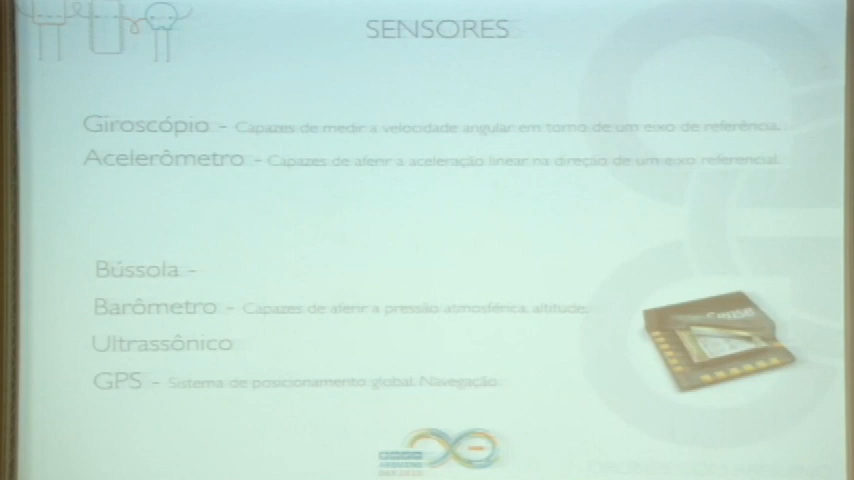 SENSORES
Giroscópio - Capazes de medir a velocidade angular em torno de um eixo de referência.
Acelerômetro - Capazes de aferir a aceleração linear na direção de um eixo referencial.
Bússola -
Barômetro - Capazes de aferir a pressão atmosférica, altitude.
Ultrassônico
GPS - Sistema de posicionamento global. Navegação.